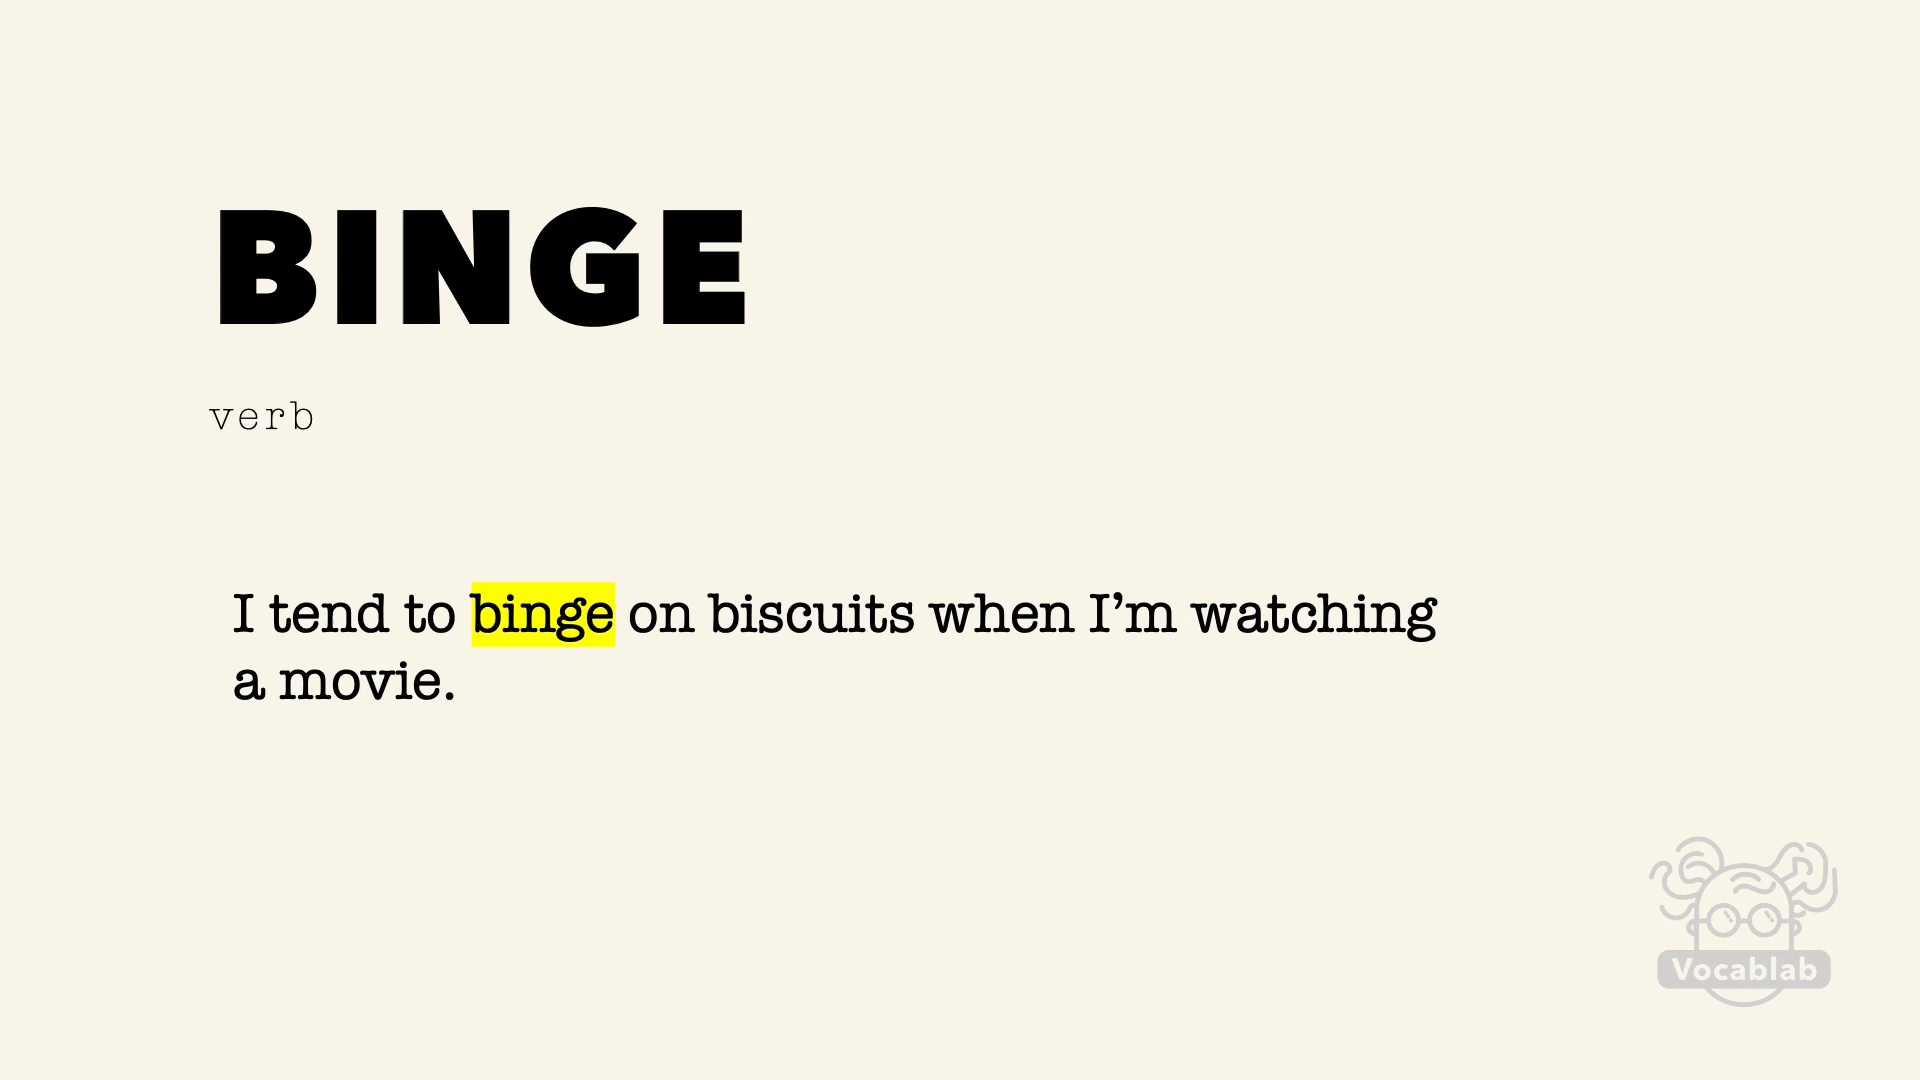 BINGE
verb
I tend to binge on biscuits when I’m watching
a movie.
Vocablab